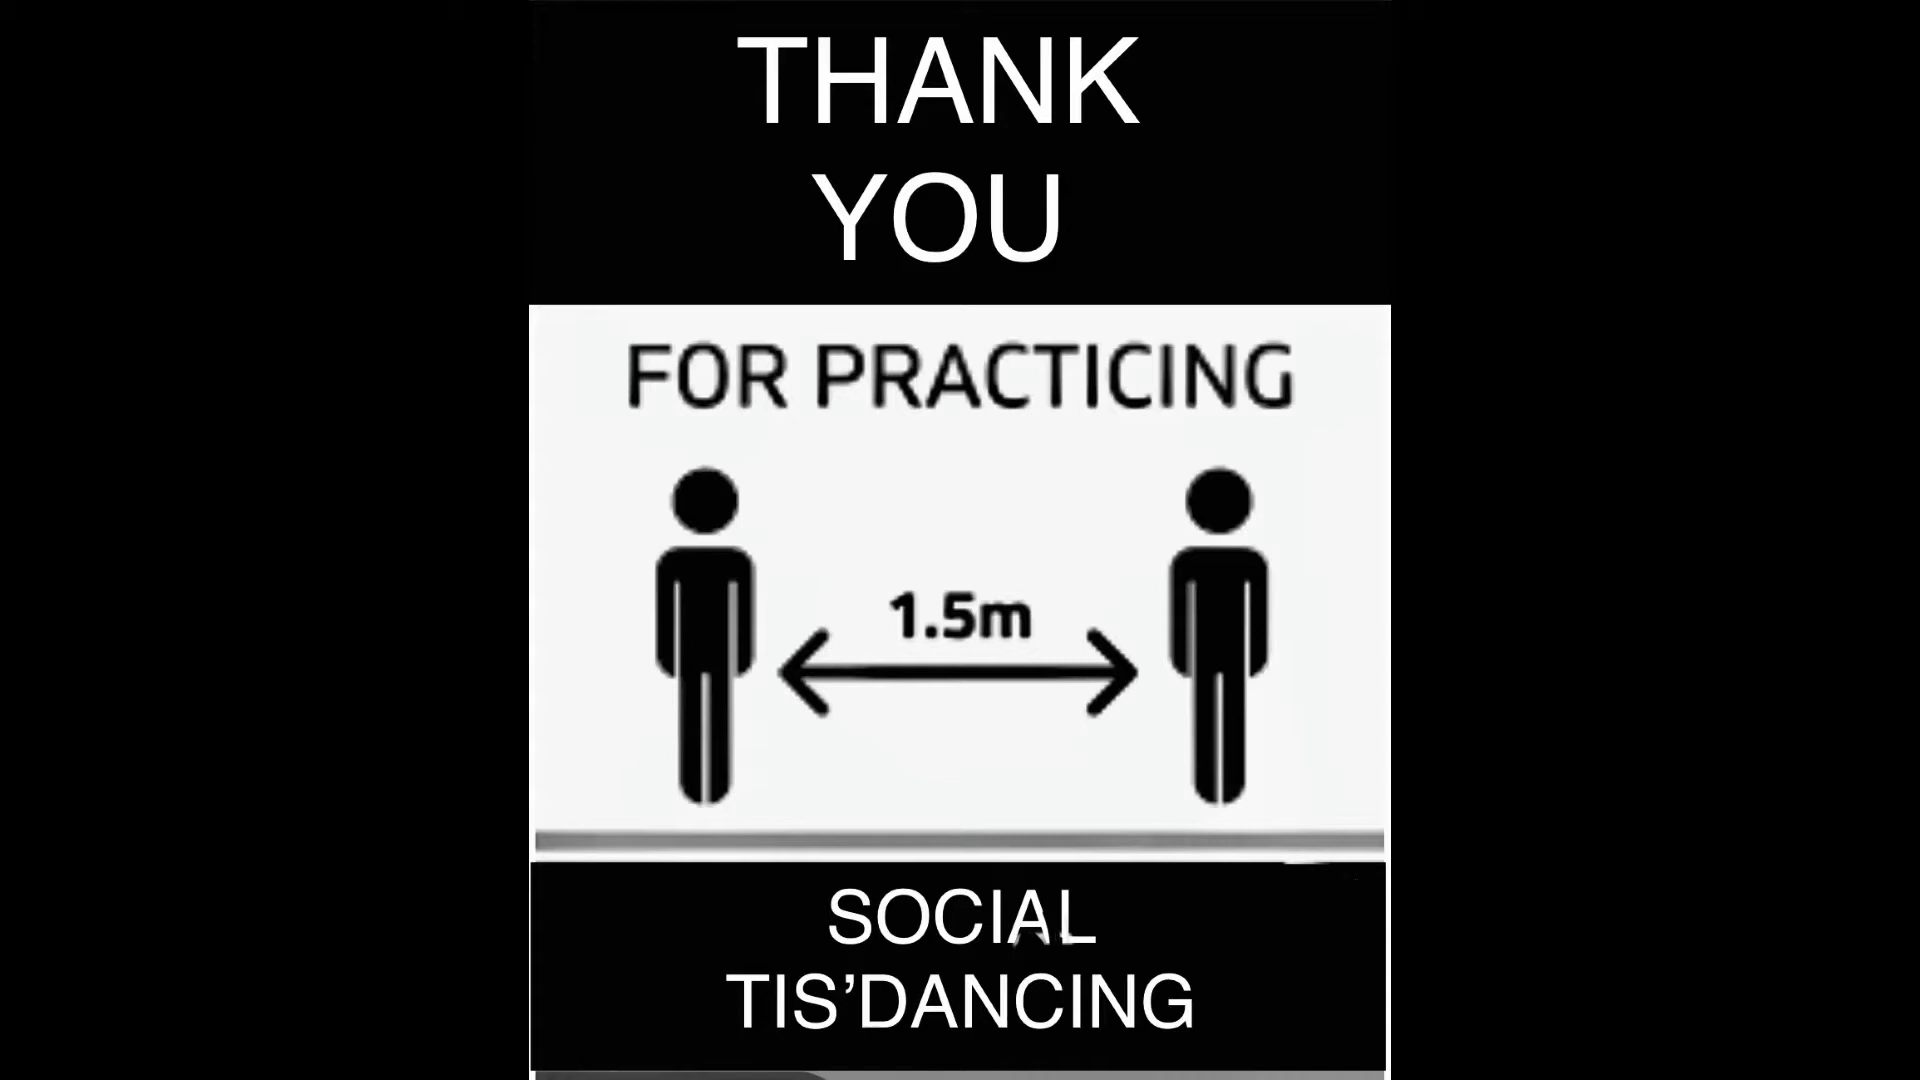 THANK
YOU
FOR PRACTICING
1.5m
SOCIAL
TIS’DANCING